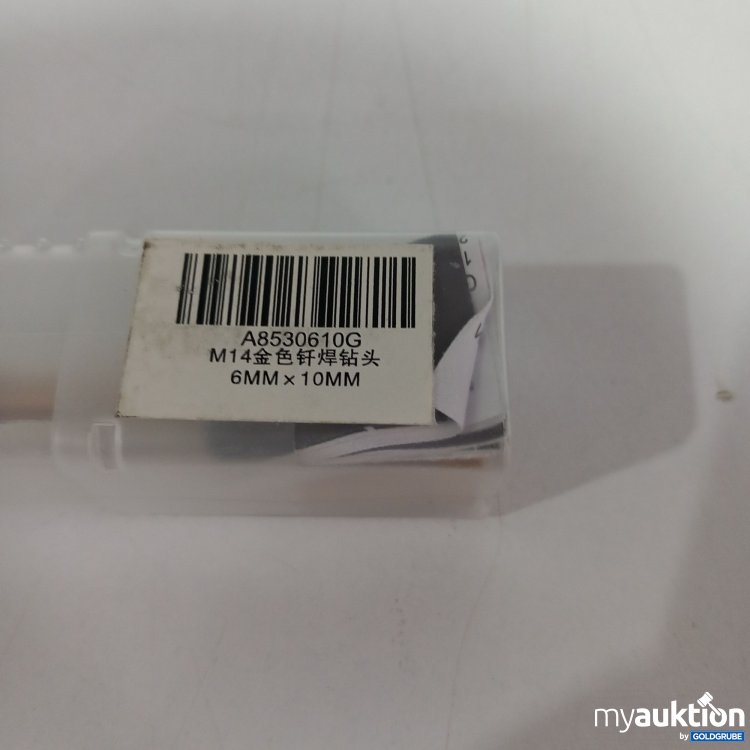 A8530610G
M14金色钎焊钻头
6MM×10MM
myauktion
by GOLDGRUBE